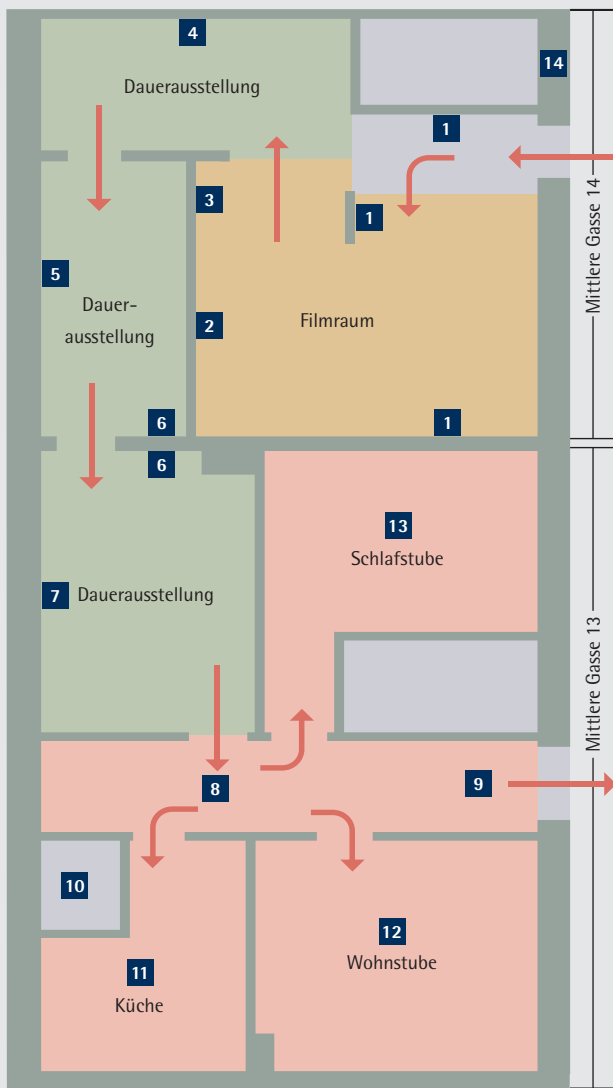 4
Dauerausstellung
14
1
3
1
Mittlere Gasse 14
5
Dauer-
ausstellung
2
Filmraum
6
1
6
13
Schlafstube
7
Dauerausstellung
Mittlere Gasse 13
8
9
10
12
Wohnstube
11
Küche